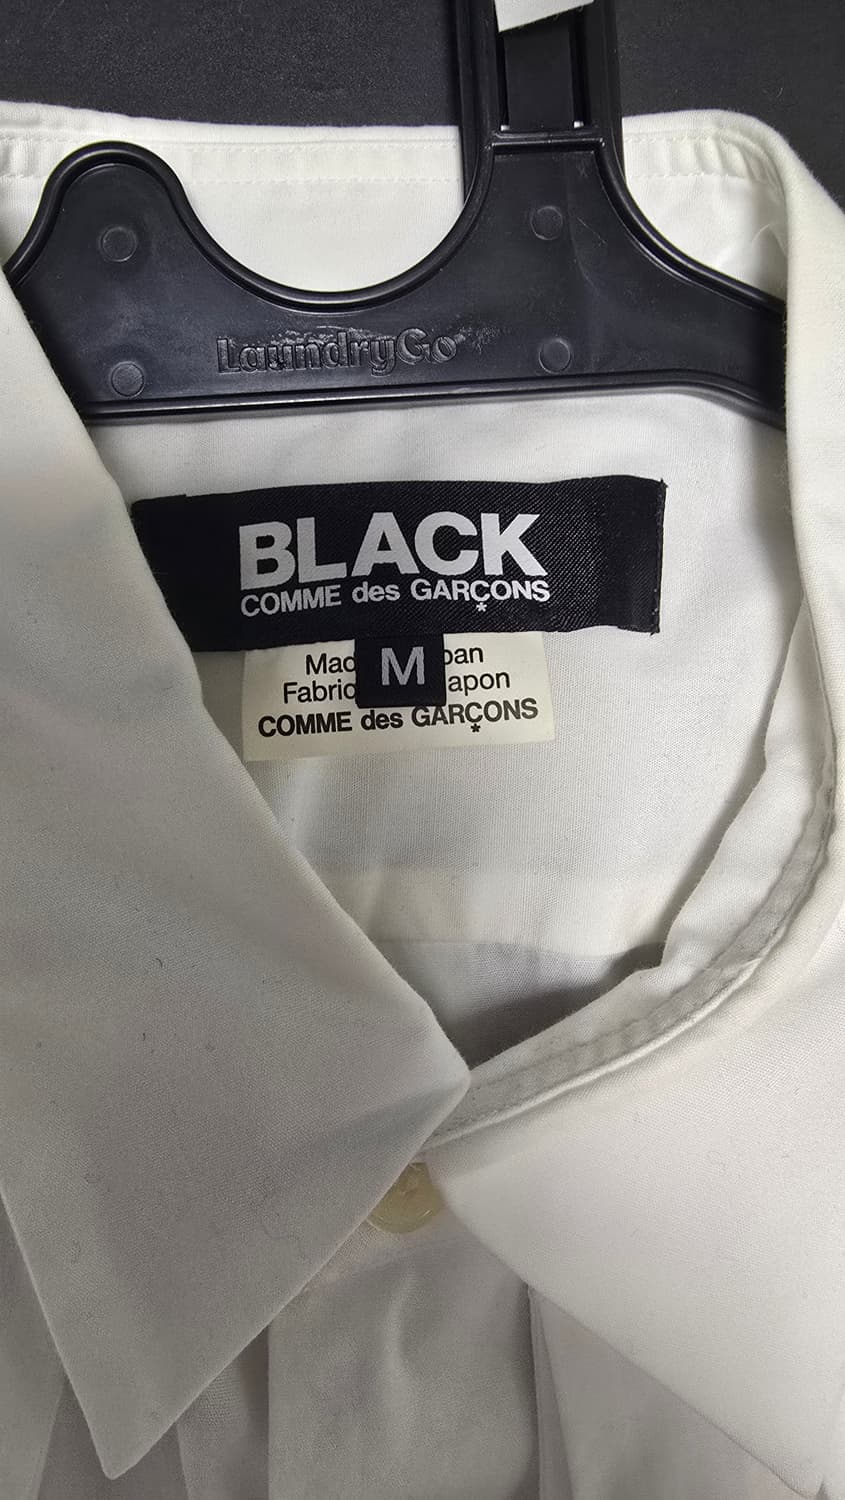 LaundryGo
BLACK
COMME des GARÇONS
*
M
Mad pan
Fabric apon
COMME des GARÇONS
*